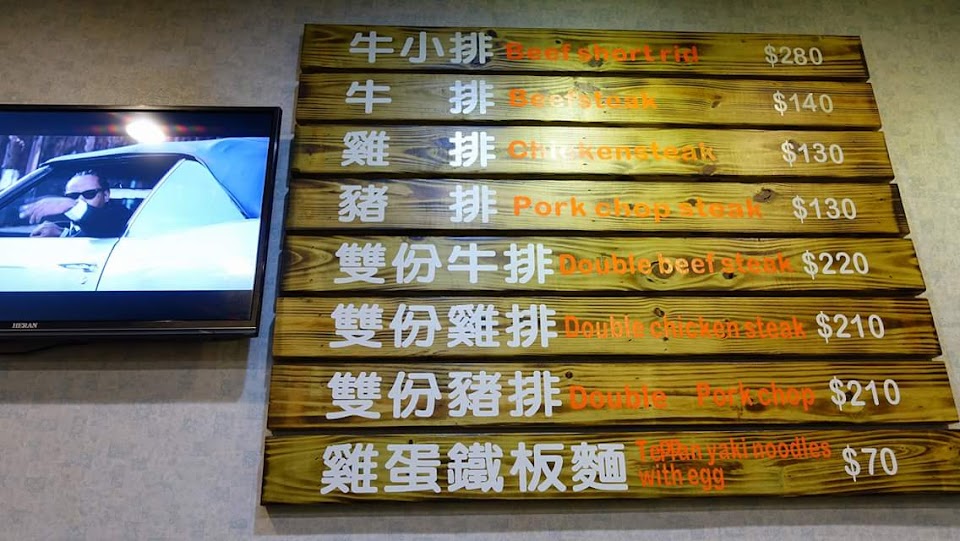 牛小排 Beef short rid $280
牛 排 Beefsteak $140
雞 排 Chickensteak $130
豬 排 Pork chop steak $130
雙份牛排 Double beef steak $220
雙份雞排 Double chicken steak $210
雙份豬排 Double Pork chop $210
雞蛋鐵板麵 Teppan yaki noodles
with egg $70
HERAN